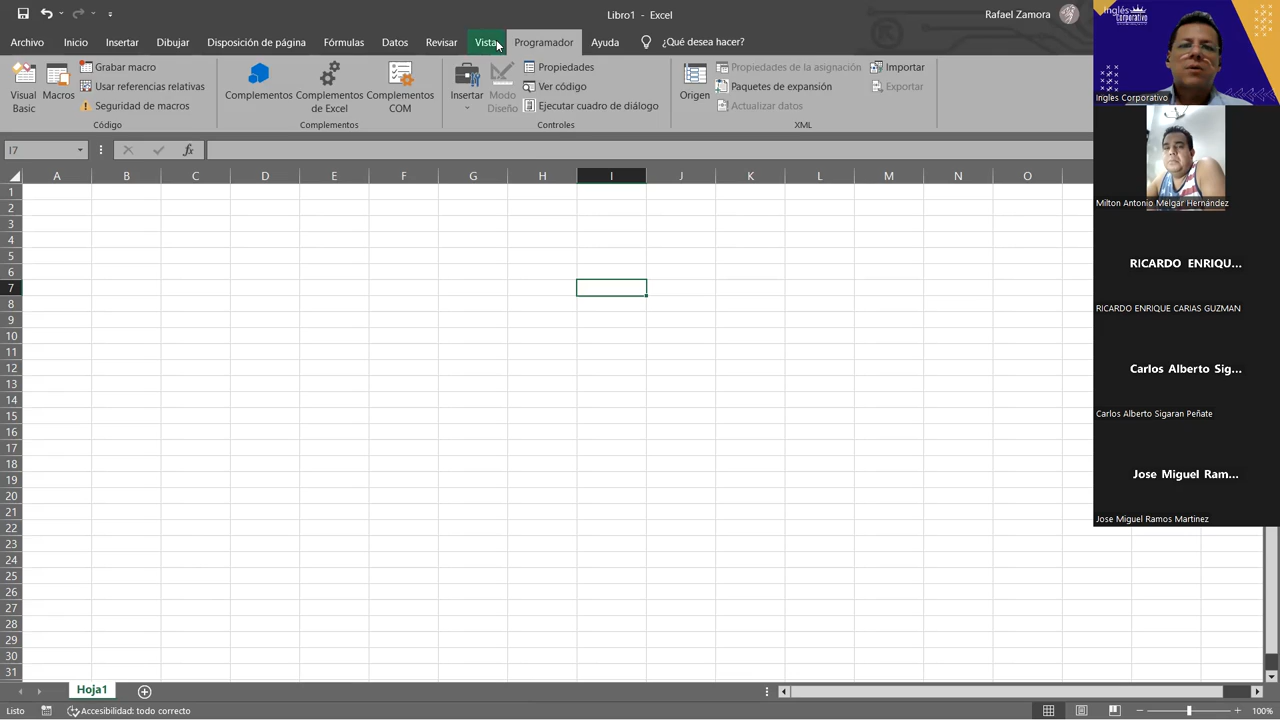 Libro1 - Excel
Rafael Zamora
Archivo Inicio Insertar Dibujar Disposición de página Fórmulas Datos Revisar Vista Programador Ayuda ¿Qué desea hacer?
Visual Basic
Macros
Grabar macro
Usar referencias relativas
Seguridad de macros
Código
Complementos
Complementos de Excel
Complementos COM
Complementos
Insertar
Modo Diseño
Propiedades
Ver código
Ejecutar cuadro de diálogo
Controles
Origen
Propiedades de la asignación
Paquetes de expansión
Actualizar datos
Importar
Exportar
XML
I7
fx
A B C D E F G H I J K L M N O
1
2
3
4
5
6
7
8
9
10
11
12
13
14
15
16
17
18
19
20
21
22
23
24
25
26
27
28
29
30
31
Inglés
Corporativo
Ingles Corporativo
Milton Antonio Melgar Hernández
RICARDO ENRIQU...
RICARDO ENRIQUE CARIAS GUZMAN
Carlos Alberto Sig...
Carlos Alberto Sigaran Peñate
Jose Miguel Ram...
Jose Miguel Ramos Martinez
Hoja1
Listo
Accesibilidad: todo correcto
100%